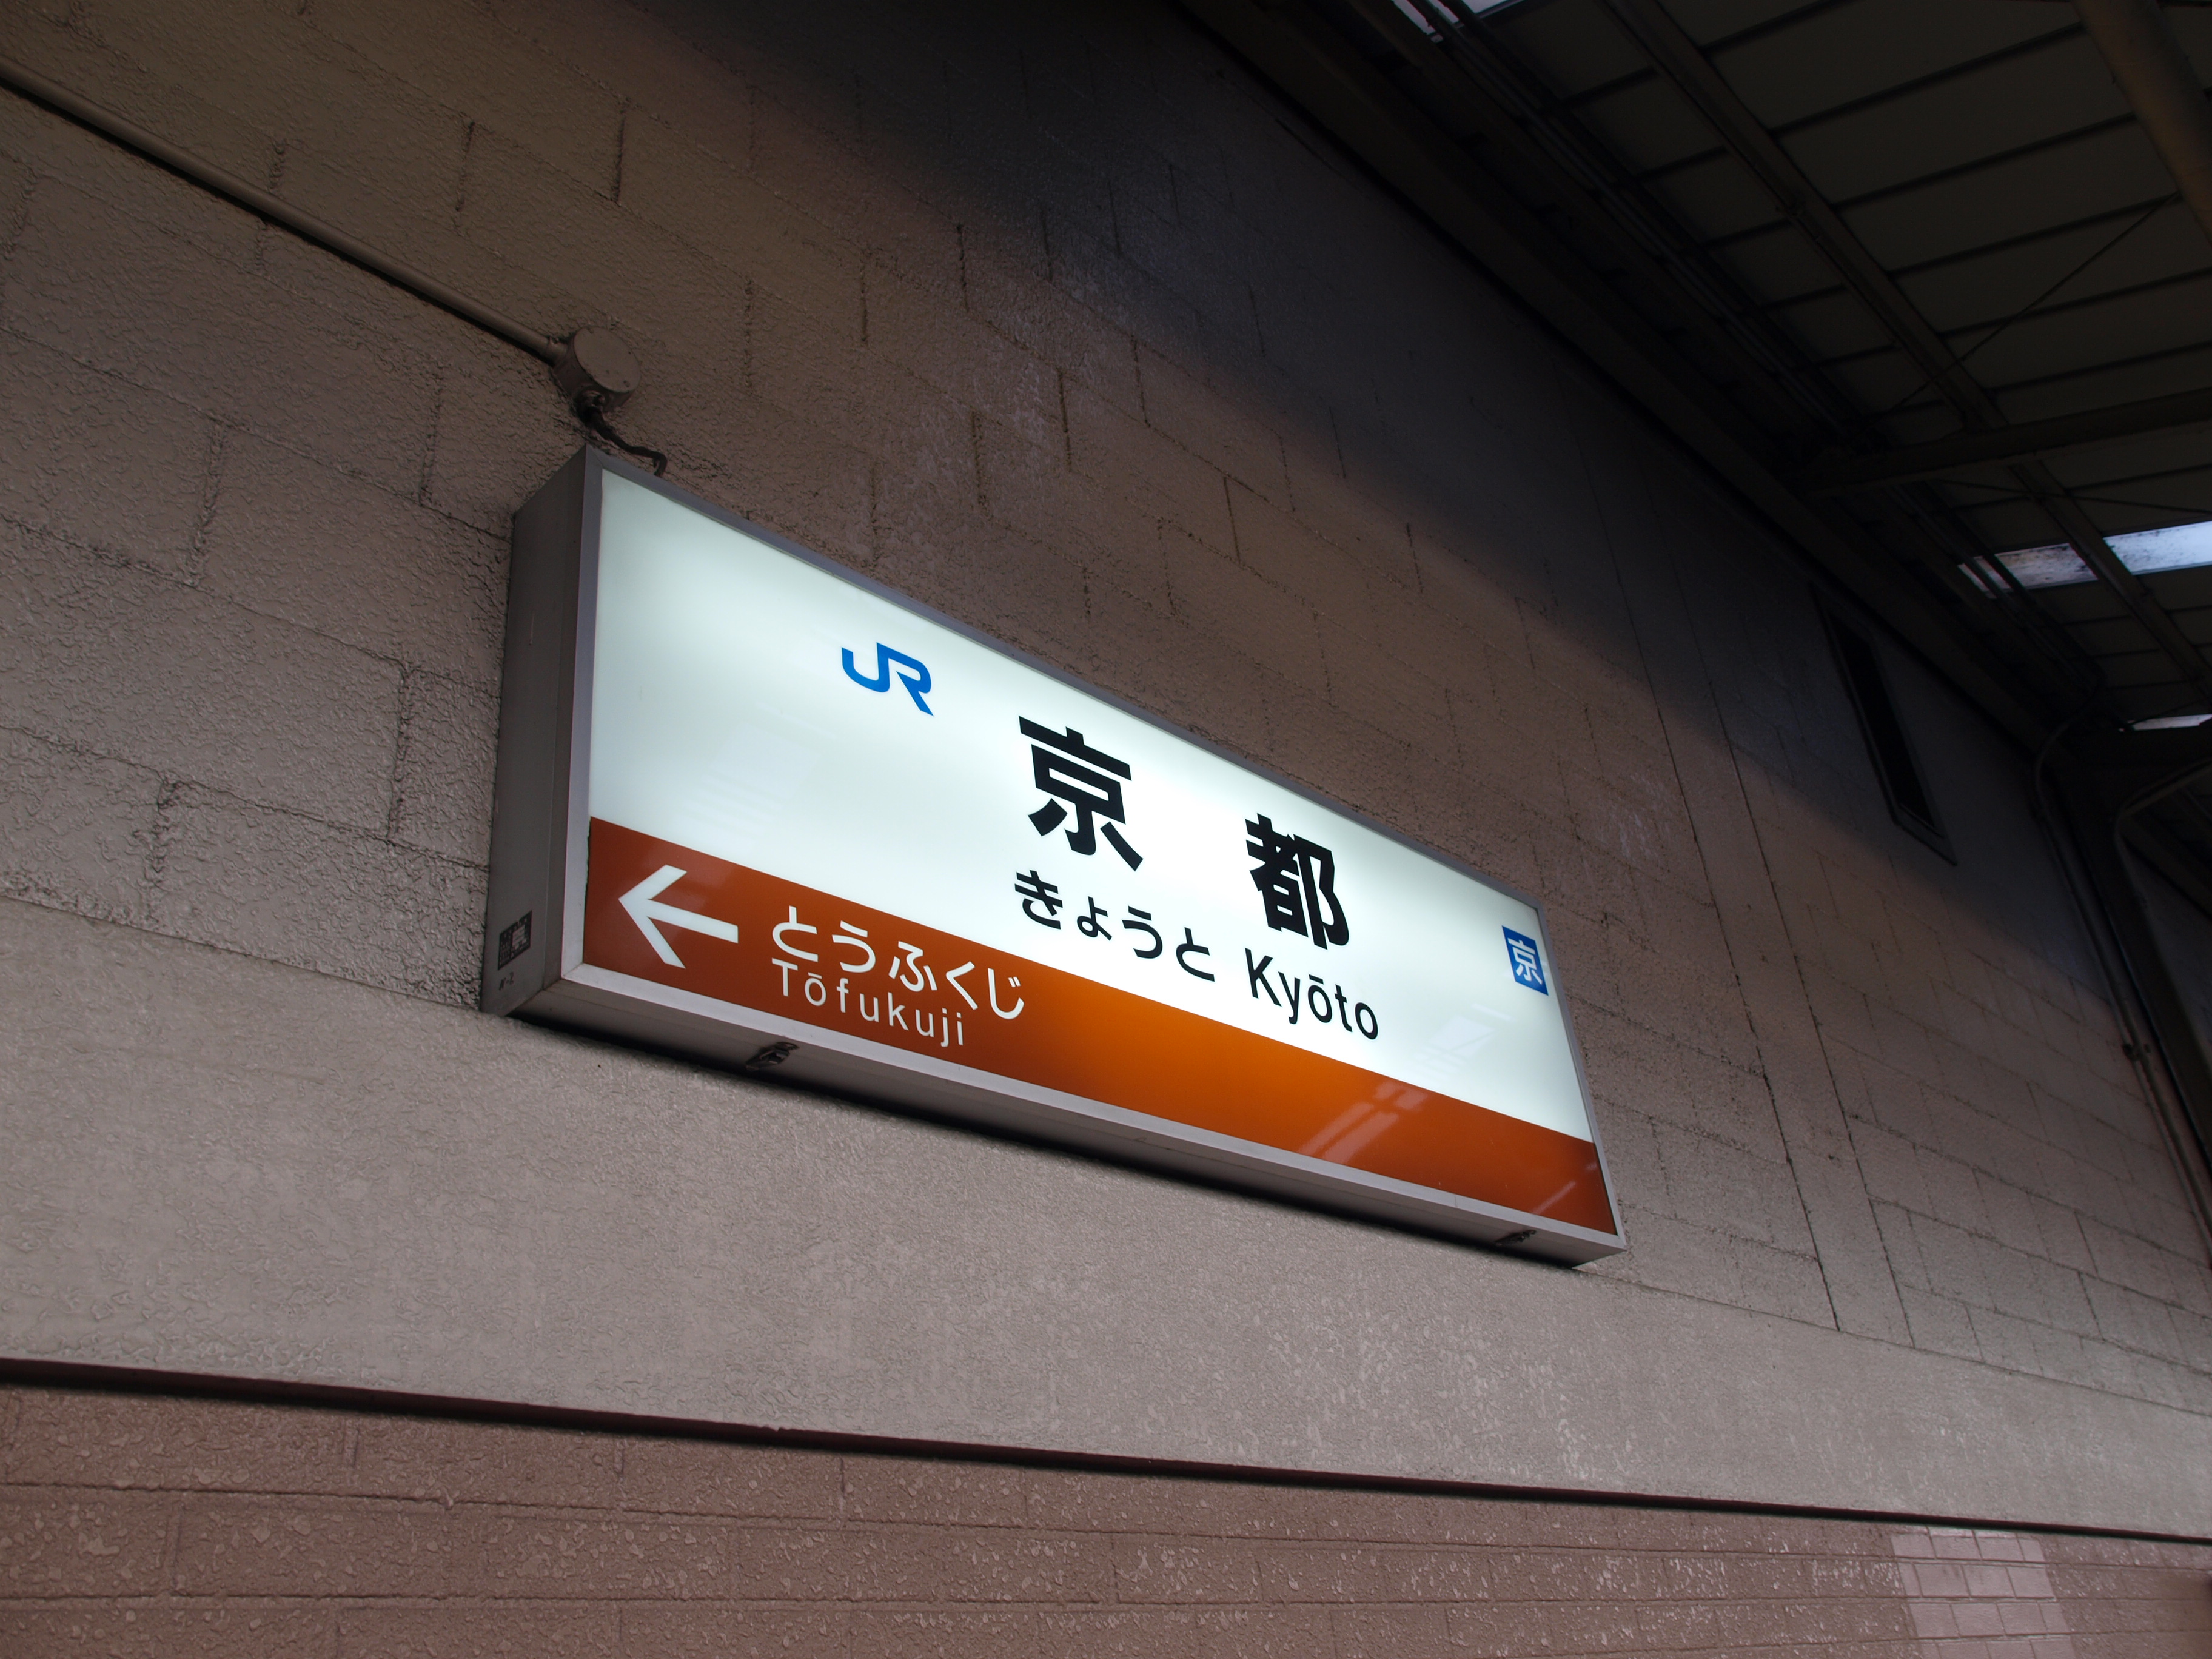 JR
京都
きょうと Kyōto
京
← とうふくじ
Tōfukuji